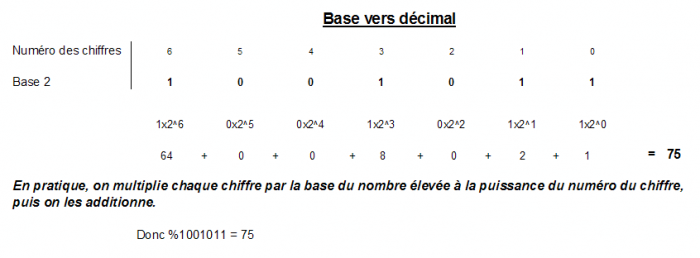 Base vers décimal
Numéro des chiffres 6 5 4 3 2 1 0
Base 2 1 0 0 1 0 1 1
1x2^6 0x2^5 0x2^4 1x2^3 0x2^2 1x2^1 1x2^0
64 + 0 + 0 + 8 + 0 + 2 + 1 = 75
En pratique, on multiplie chaque chiffre par la base du nombre élevée à la puissance du numéro du chiffre,
puis on les additionne.
Donc %1001011 = 75